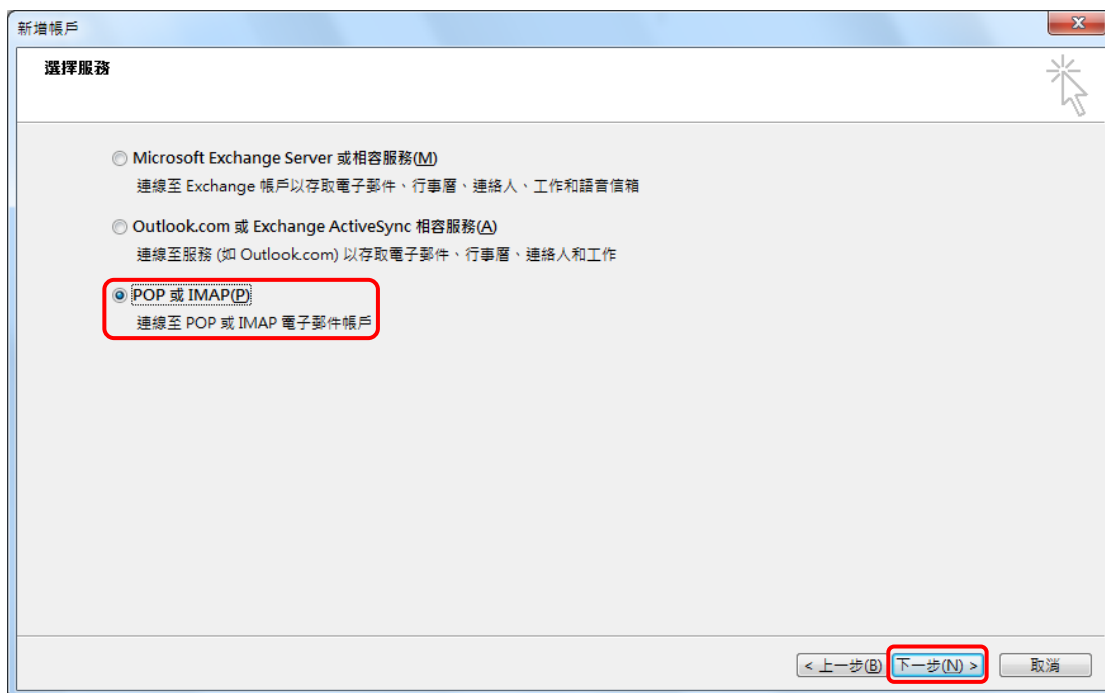 新增帳戶
選擇服務
Microsoft Exchange Server 或相容服務(M)
連線至 Exchange 帳戶以存取電子郵件、行事曆、連絡人、工作和語音信箱
Outlook.com 或 Exchange ActiveSync 相容服務(A)
連線至服務 (如 Outlook.com) 以存取電子郵件、行事曆、連絡人和工作
POP 或 IMAP(P)
連線至 POP 或 IMAP 電子郵件帳戶
< 上一步(B) 下一步(N) > 取消